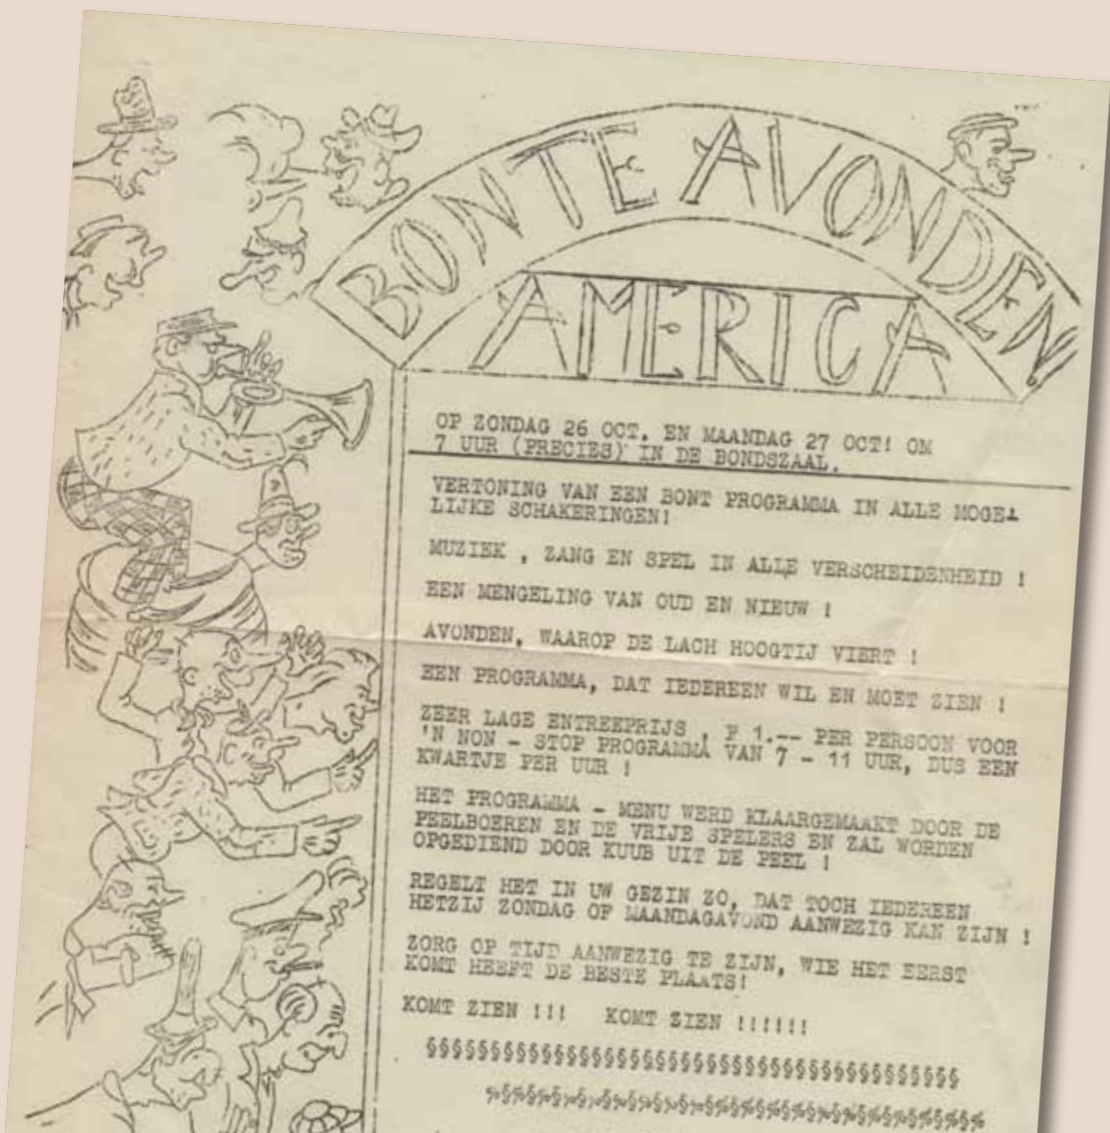 BONTE AVONDEN!
AMERICA
OP ZONDAG 26 OCT. EN MAANDAG 27 OCT! OM
7 UUR (PRECIES) IN DE BONDSZAAL.
VERTONING VAN EEN BONT PROGRAMMA IN ALLE MOGE-
LIJKE SCHAKERINGEN!
MUZIEK , ZANG EN SPEL IN ALLE VERSCHEIDENHEID !
EEN MENGELING VAN OUD EN NIEUW !
AVONDEN, WAAROP DE LACH HOOGTIJ VIERT !
EEN PROGRAMMA, DAT IEDEREEN WIL EN MOET ZIEN !
ZEER LAGE ENTREEPRIJS , F 1.-- PER PERSOON VOOR
'N NON - STOP PROGRAMMA VAN 7 - 11 UUR, DUS EEN
KWARTJE PER UUR !
HET PROGRAMMA - MENU WERD KLAARGEMAAKT DOOR DE
PEELBOEREN EN DE VRIJE SPELERS EN ZAL WORDEN
OPGEDIEND DOOR KUUB UIT DE PEEL !
REGELT HET IN UW GEZIN ZO, DAT TOCH IEDEREEN
HETZIJ ZONDAG OF MAANDAGAVOND AANWEZIG KAN ZIJN !
ZORG OP TIJD AANWEZIG TE ZIJN, WIE HET EERST
KOMT HEEFT DE BESTE PLAATS!
KOMT ZIEN !!! KOMT ZIEN !!!!!!
§§§§§§§§§§§§§§§§§§§§§§§§§§§§§§§§§§§§§§§§§